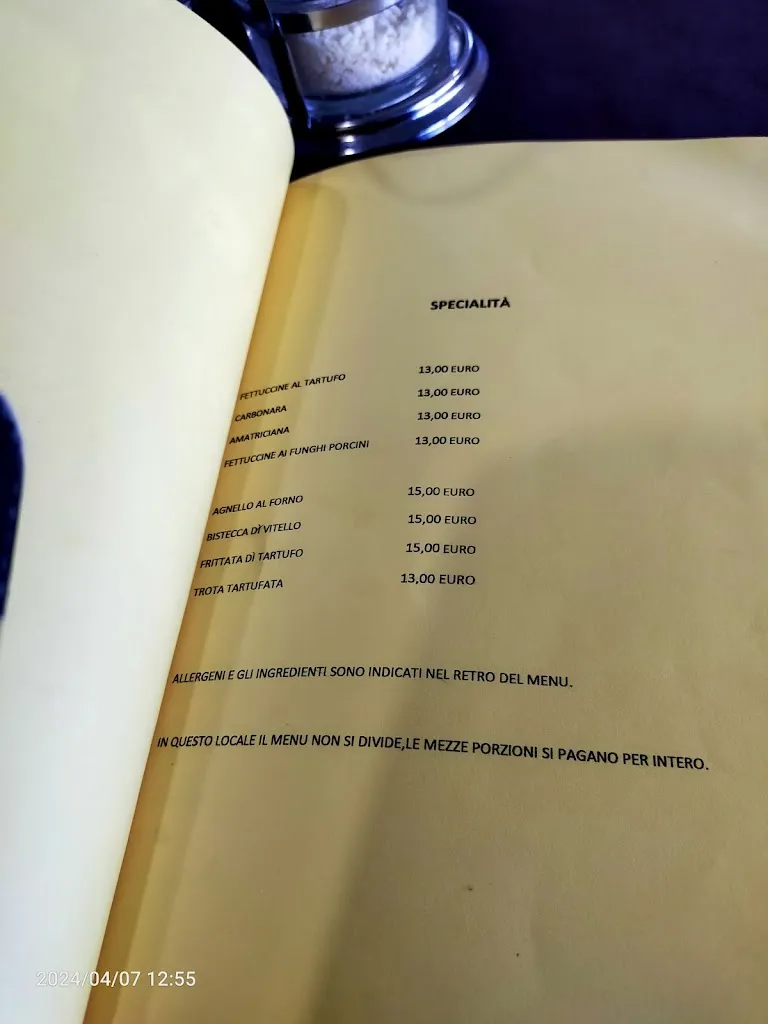 SPECIALITÀ
FETTUCCINE AL TARTUFO 13,00 EURO
CARBONARA 13,00 EURO
AMATRICIANA 13,00 EURO
FETTUCCINE AI FUNGHI PORCINI 13,00 EURO
AGNELLO AL FORNO 15,00 EURO
BISTECCA DÌ VITELLO 15,00 EURO
FRITTATA DÌ TARTUFO 15,00 EURO
TROTA TARTUFATA 13,00 EURO
ALLERGENI E GLI INGREDIENTI SONO INDICATI NEL RETRO DEL MENU.
IN QUESTO LOCALE IL MENU NON SI DIVIDE,LE MEZZE PORZIONI SI PAGANO PER INTERO.
2024/04/07 12:55